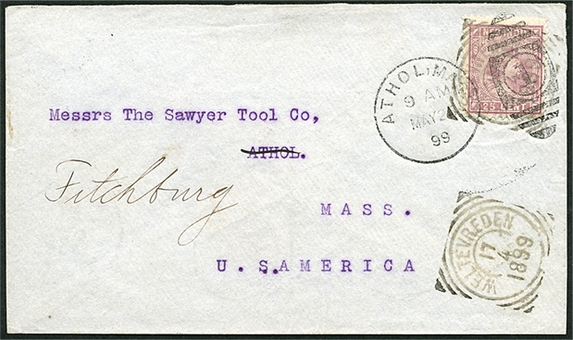 ATHOL, MA
9 AM
MAY 2
99
Messrs The Sawyer Tool Co,
ATHOL.
Fitchburg
MASS.
U.S.AMERICA
WELTEVREDEN
17
4
1899